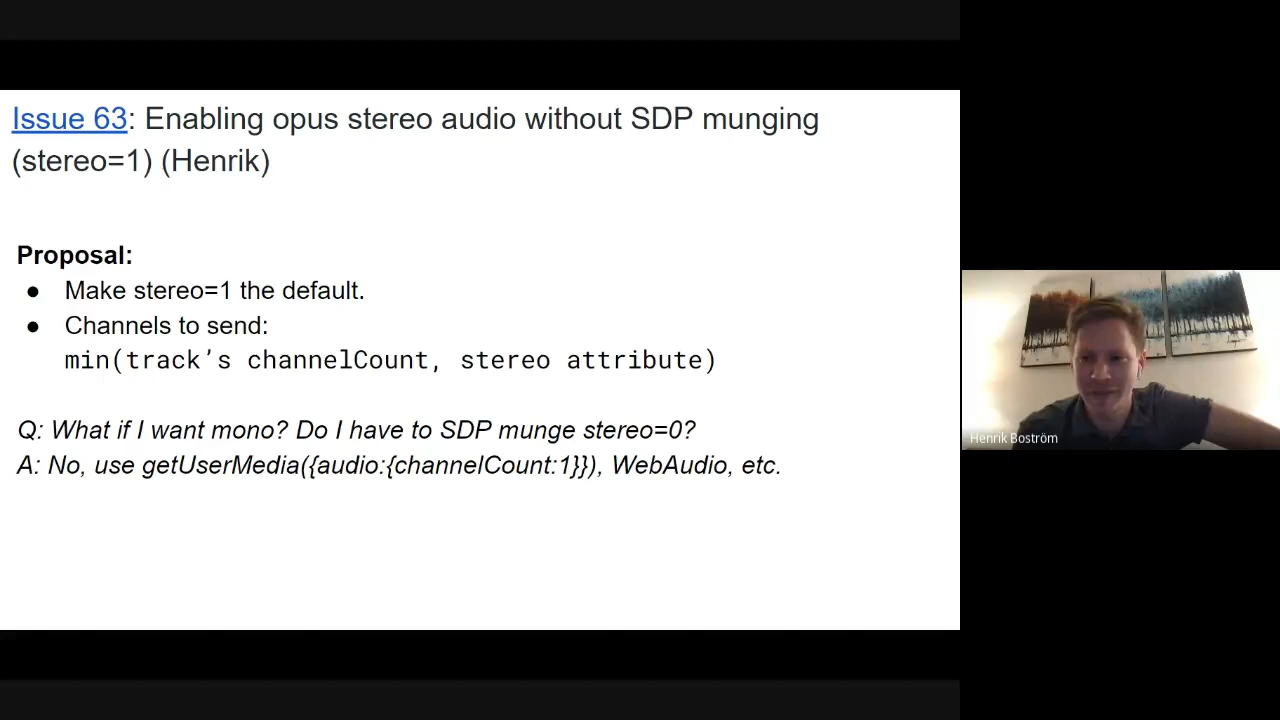 Issue 63: Enabling opus stereo audio without SDP munging
(stereo=1) (Henrik)
Proposal:
● Make stereo=1 the default.
● Channels to send:
min(track’s channelCount, stereo attribute)
Q: What if I want mono? Do I have to SDP munge stereo=0?
A: No, use getUserMedia({audio:{channelCount:1}}), WebAudio, etc.
Henrik Boström